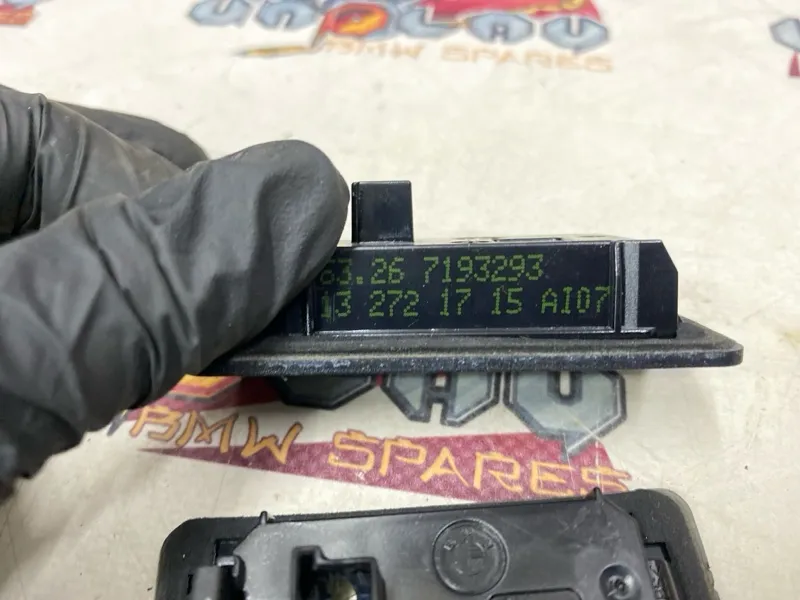 BMW SPARES
63.26 7193293
13 272 17 15 AI07
BMW SPARES